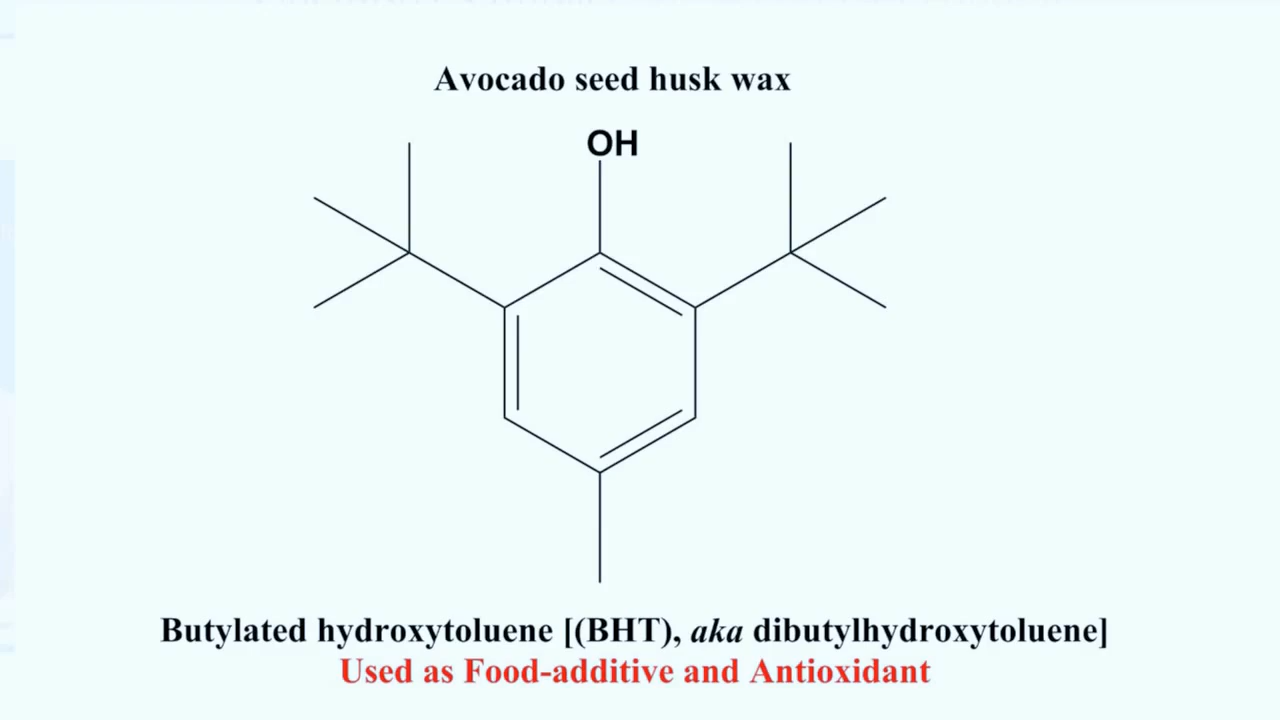 Avocado seed husk wax
OH
Butylated hydroxytoluene [(BHT), aka dibutylhydroxytoluene]
Used as Food-additive and Antioxidant